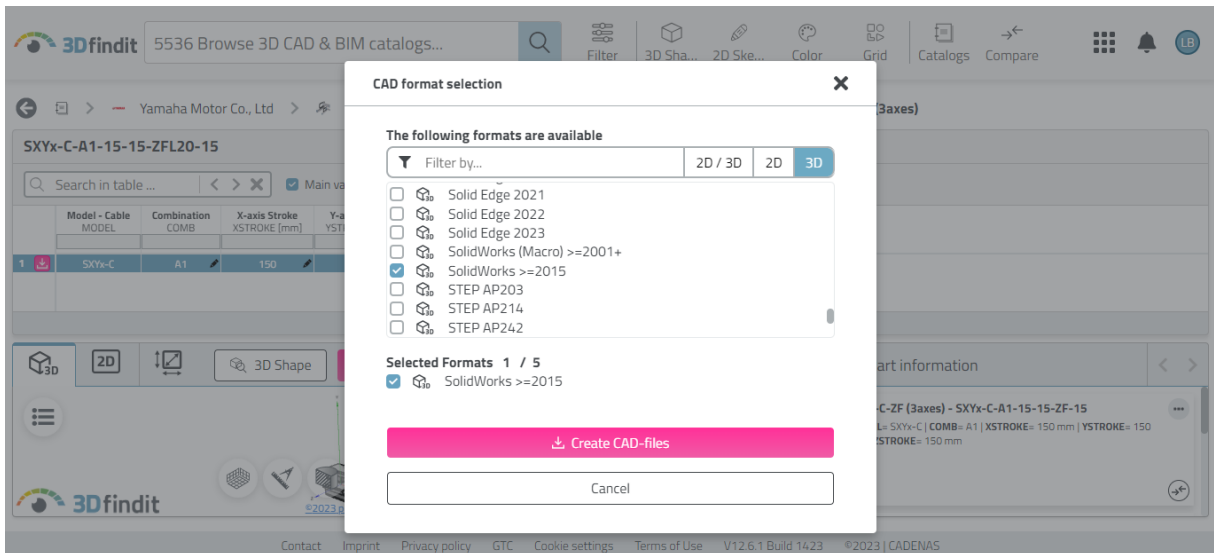 3Dfindit
5536 Browse 3D CAD & BIM catalogs...
Filter
3D Sha...
2D Ske...
Color
Grid
Catalogs
Compare
LB
CAD format selection
> Yamaha Motor Co., Ltd >
(3axes)
The following formats are available
SXYx-C-A1-15-15-ZFL20-15
Filter by...
2D / 3D
2D
3D
Search in table ...
Main va
Solid Edge 2021
Solid Edge 2022
Solid Edge 2023
SolidWorks (Macro) >=2001+
SolidWorks >=2015
STEP AP203
STEP AP214
STEP AP242
Model - Cable
MODEL
Combination
COMB
X-axis Stroke
XSTROKE [mm]
Y-a
YST
1 SXYx-C A1 150
3D
2D
3D Shape
Selected Formats 1 / 5
SolidWorks >=2015
art information
-C-ZF (3axes) - SXYx-C-A1-15-15-ZF-15
L= SXYx-C | COMB= A1 | XSTROKE= 150 mm | YSTROKE= 150
STROKE= 150 mm
Create CAD-files
Cancel
3Dfindit
©2023 p
Contact Imprint Privacy policy GTC Cookie settings Terms of Use V12.6.1 Build 1423 ©2023 | CADENAS